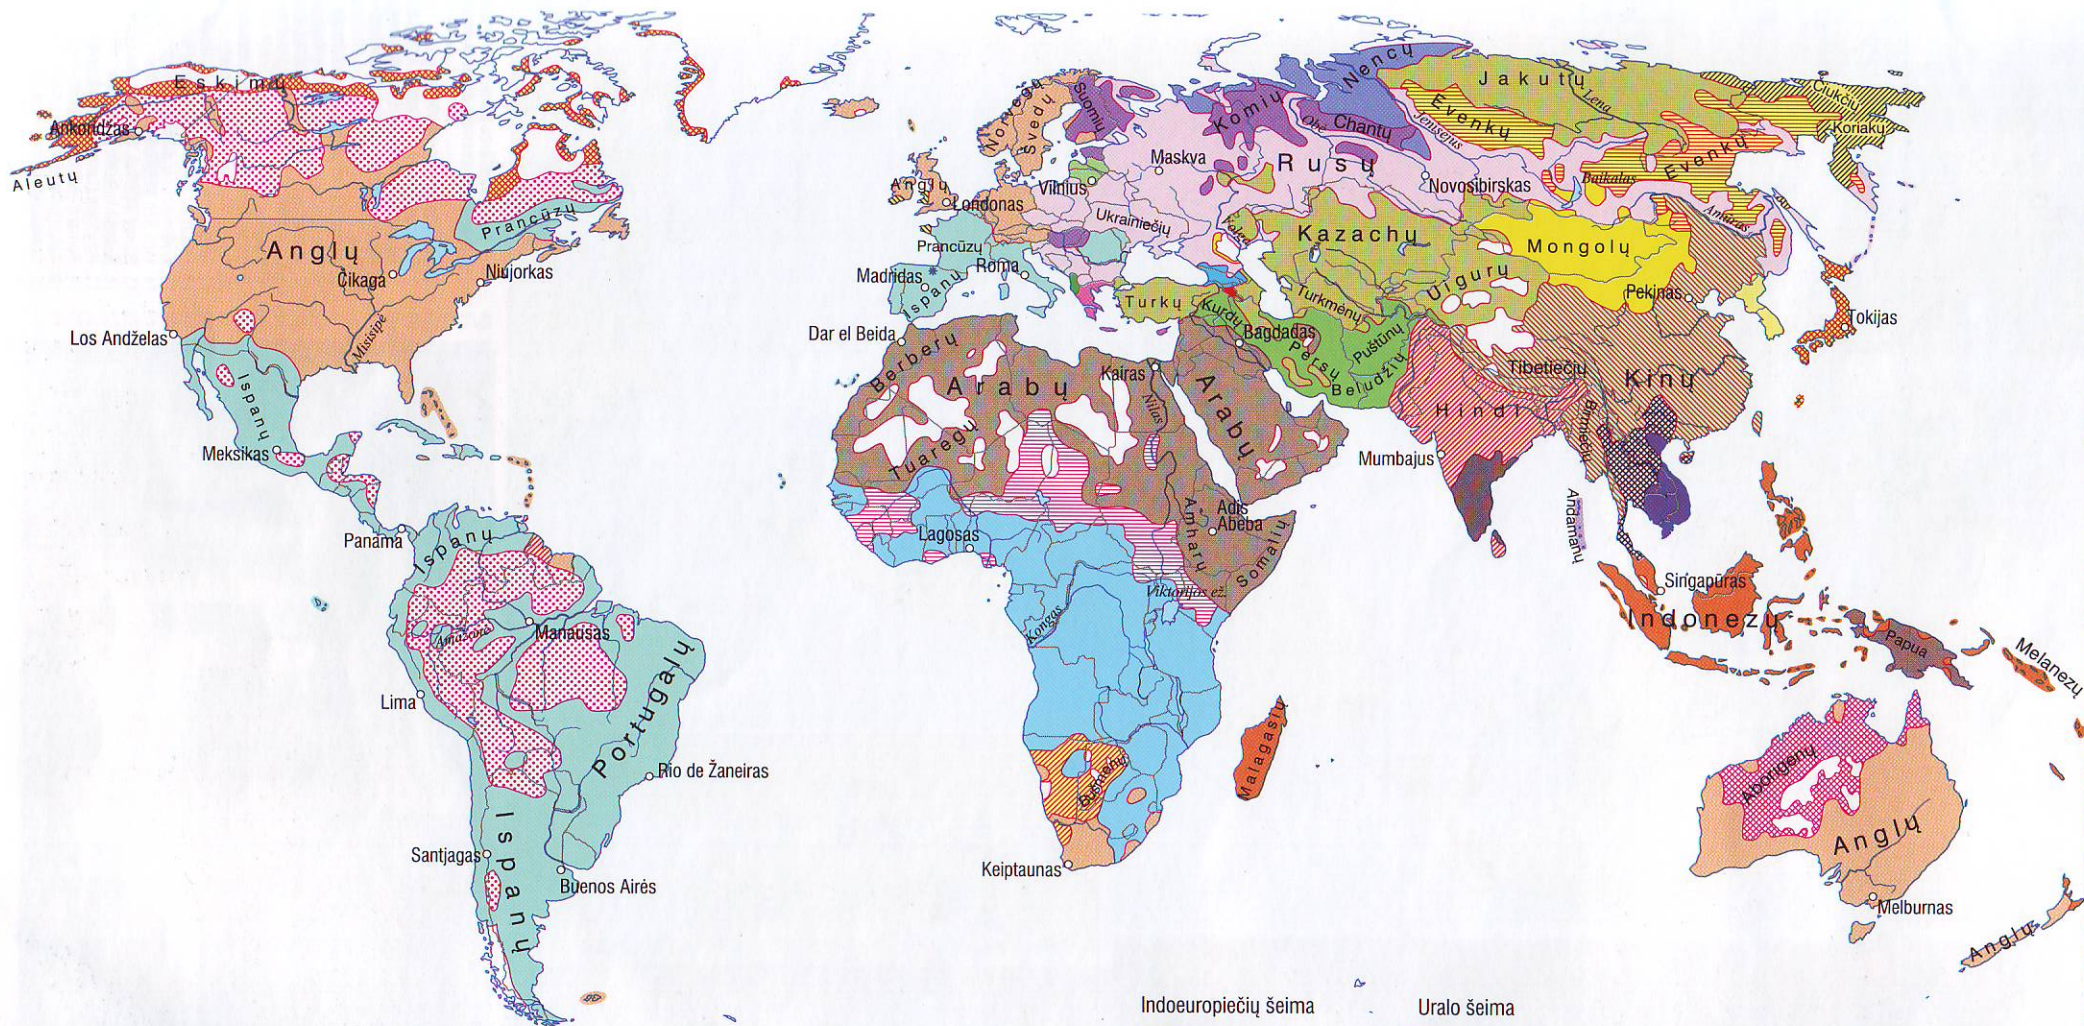 Eskimų
Ankoridžas
Aleutų
Prancūzų
Anglų
Čikaga
Niujorkas
Misisipė
Los Andželas
Ispanų
Meksikas
Panama
Ispanų
Amazonė
Manausas
Lima
Portugalų
Rio de Žaneiras
Ispanų
Santjagas
Buenos Airės
Norvegų
Švedų
Suomių
Komių
Nencų
Chantų
Obė
Jenisejus
Jakutų
Lena
Evenkų
Čiukčių
Koriakų
Evenkų
Rusų
Maskva
Vilnius
Anglų
Londonas
Novosibirskas
Baikalas
Amūras
Ukrainiečių
Volga
Prancūzų
Kazachų
Mongolų
Madridas
Roma
Ispanų
Uigurų
Pekinas
Turkų
Turkmėnų
Kurdų
Tokijas
Dar el Beida
Bagdadas
Persų
Puštūnų
Beludžių
Berberų
Arabų
Kairas
Nilas
Arabų
Tibetiečių
Kinų
Hindi
Birmiečių
Tuaregų
Mumbajus
Andamanų
Adis
Abeba
Amharų
Somalių
Lagosas
Viktorijos ež.
Kongas
Singapūras
Indonezų
Papua
Melanezų
Malagasių
Bušmėnų
Keiptaunas
Aborigenų
Anglų
Melburnas
Anglų
Indoeuropiečių šeima
Uralo šeima